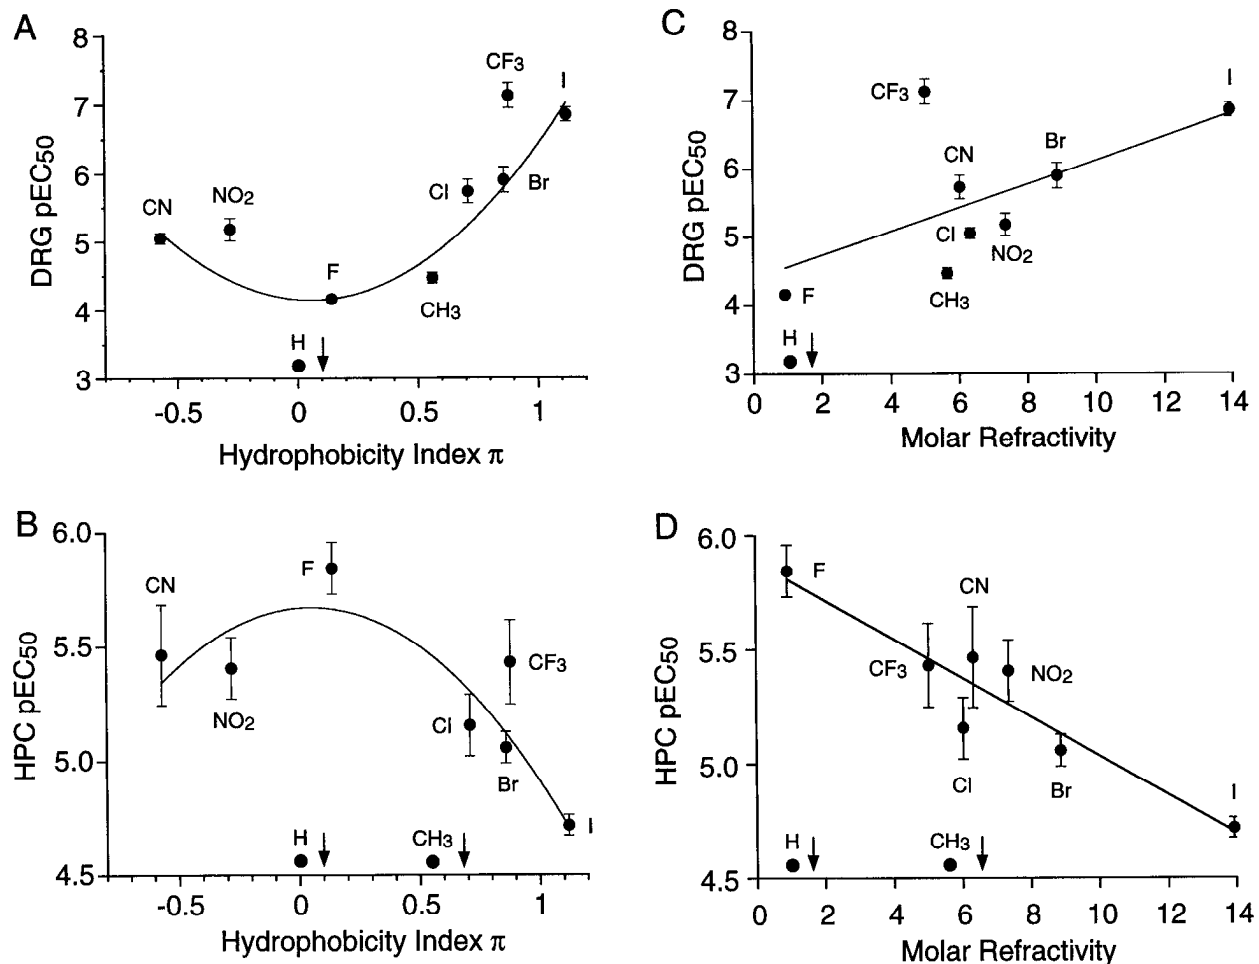 A
8
7
6
5
4
3
DRG pEC50
CN
NO2
F
H
CH3
Cl
Br
CF3
I
-0.5 0 0.5 1
Hydrophobicity Index π
C
8
7
6
5
4
3
DRG pEC50
CF3
CN
Br
I
Cl
NO2
CH3
F
H
0 2 4 6 8 10 12 14
Molar Refractivity
B
6.0
5.5
5.0
4.5
HPC pEC50
CN
F
NO2
CF3
Cl
Br
H
CH3
I
-0.5 0 0.5 1
Hydrophobicity Index π
D
6.0
5.5
5.0
4.5
HPC pEC50
F
CN
CF3
NO2
Cl
Br
I
H
CH3
0 2 4 6 8 10 12 14
Molar Refractivity